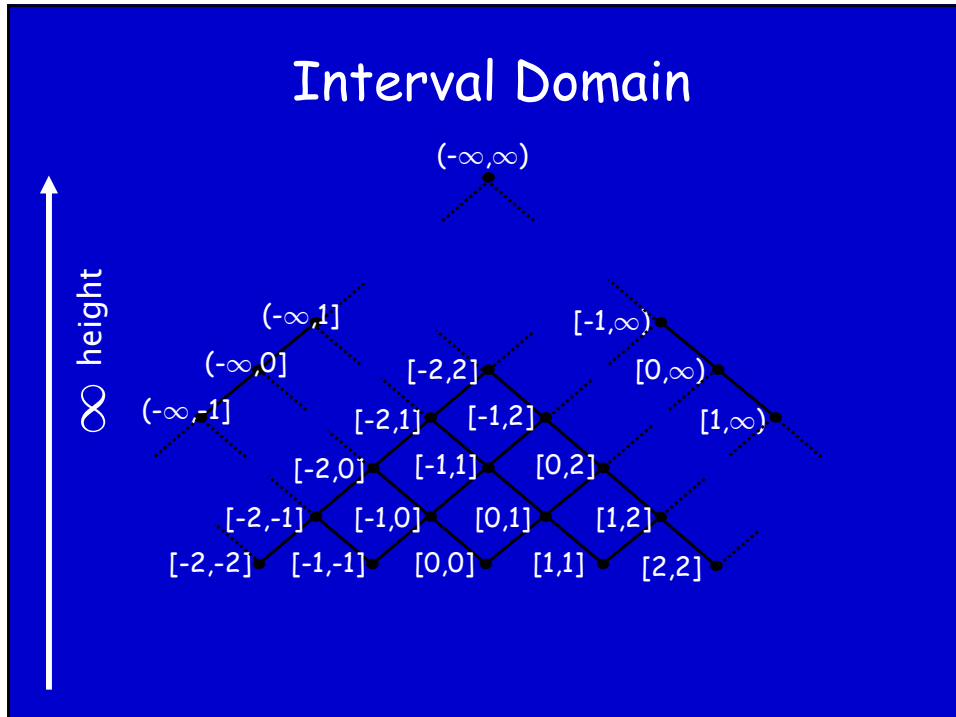 Interval Domain
(-∞,∞)
∞ height
(-∞,1] [-1,∞)
(-∞,0] [-2,2] [0,∞)
(-∞,-1] [-2,1] [-1,2] [1,∞)
[-2,0] [-1,1] [0,2]
[-2,-1] [-1,0] [0,1] [1,2]
[-2,-2] [-1,-1] [0,0] [1,1] [2,2]